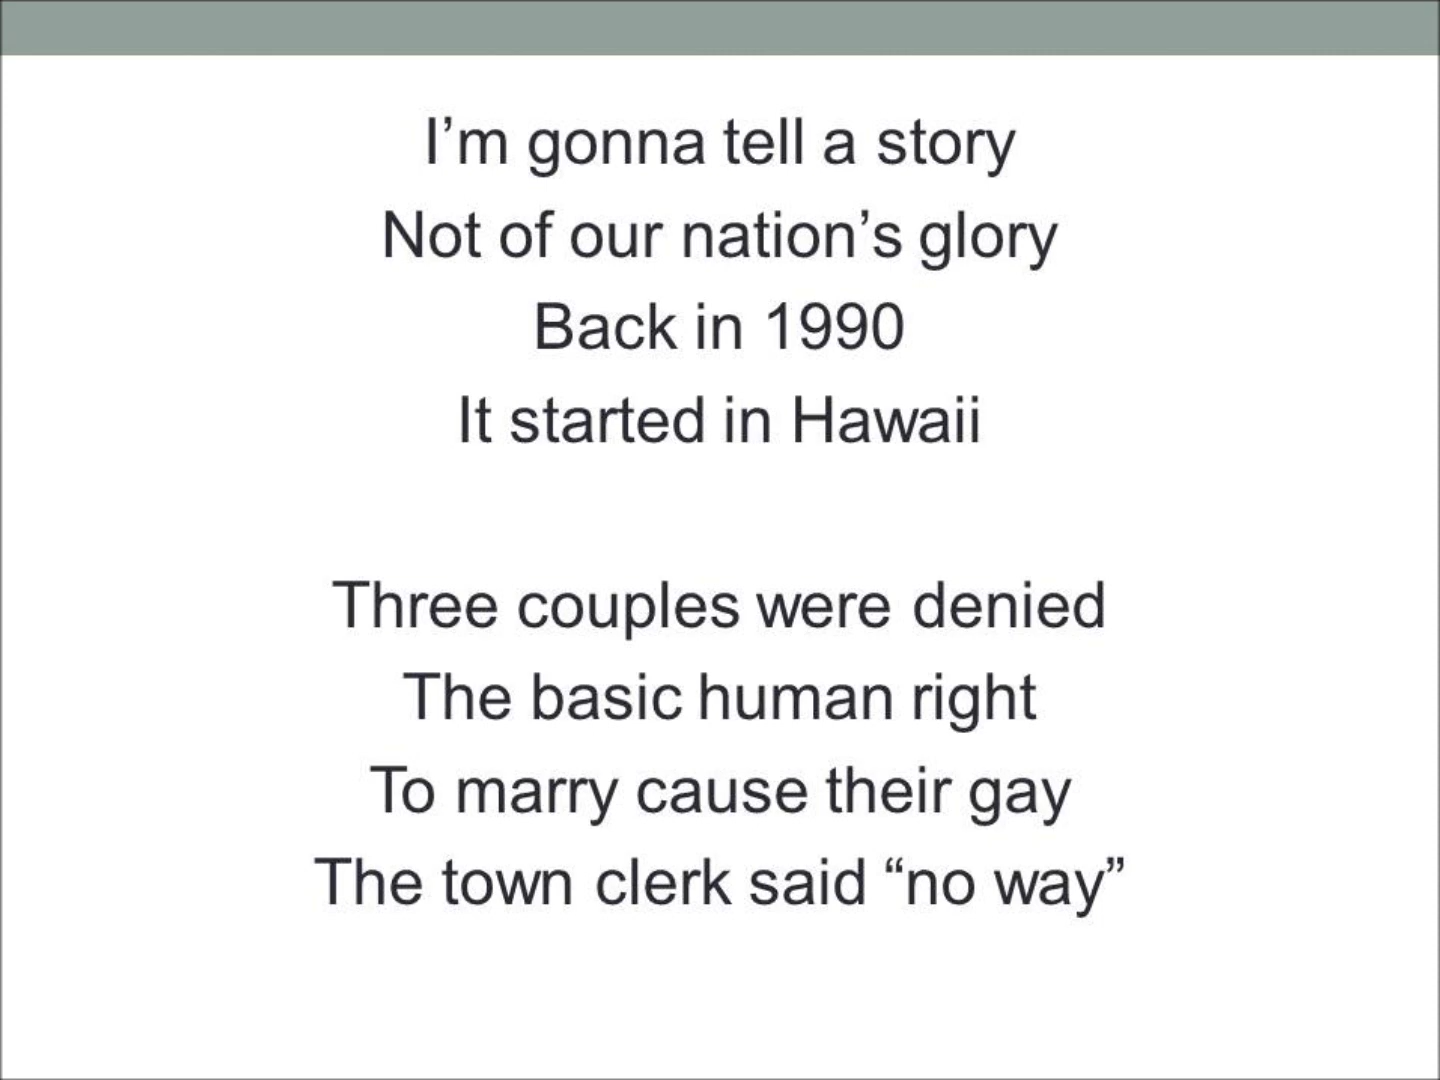 I’m gonna tell a story
Not of our nation’s glory
Back in 1990
It started in Hawaii
Three couples were denied
The basic human right
To marry cause their gay
The town clerk said “no way”